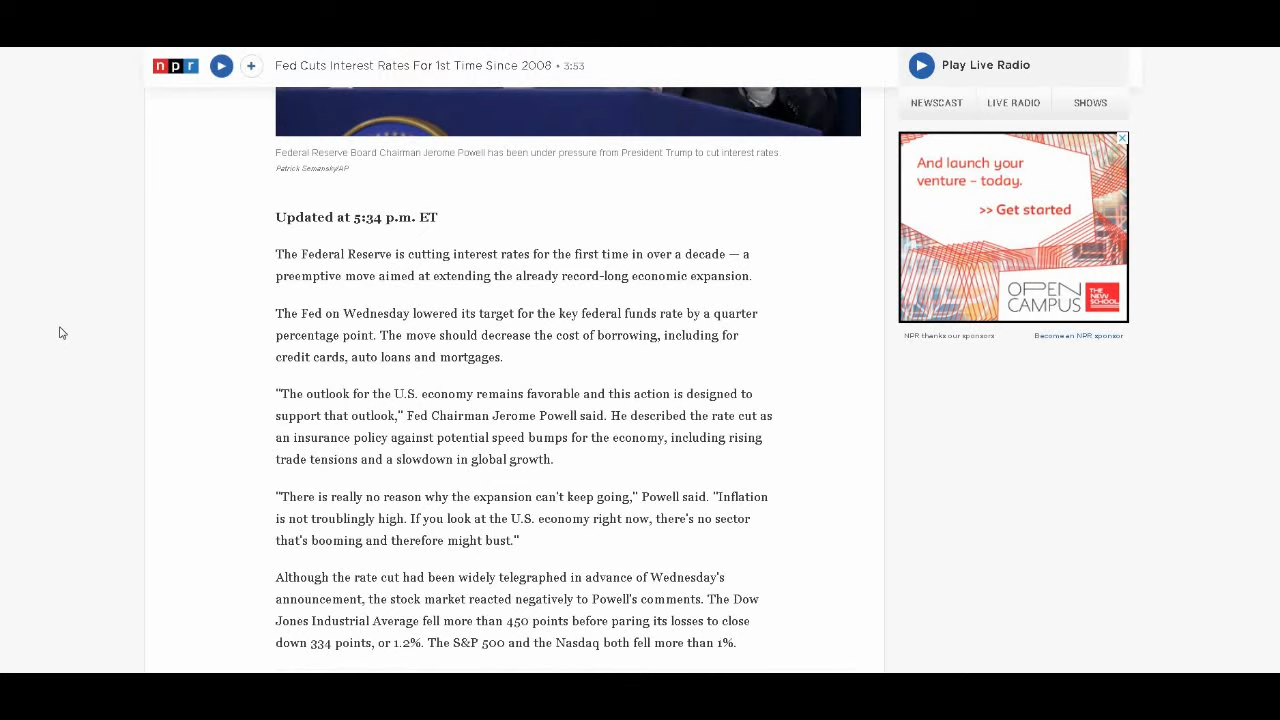 npr Fed Cuts Interest Rates For 1st Time Since 2008 • 3:53
Play Live Radio
NEWSCAST LIVE RADIO SHOWS
And launch your
venture – today.
>> Get started
OPEN
CAMPUS
THE
NEW
SCHOOL
NPR thanks our sponsors Become an NPR sponsor
Federal Reserve Board Chairman Jerome Powell has been under pressure from President Trump to cut interest rates.
Patrick Semansky/AP
Updated at 5:34 p.m. ET
The Federal Reserve is cutting interest rates for the first time in over a decade — a
preemptive move aimed at extending the already record-long economic expansion.
The Fed on Wednesday lowered its target for the key federal funds rate by a quarter
percentage point. The move should decrease the cost of borrowing, including for
credit cards, auto loans and mortgages.
"The outlook for the U.S. economy remains favorable and this action is designed to
support that outlook," Fed Chairman Jerome Powell said. He described the rate cut as
an insurance policy against potential speed bumps for the economy, including rising
trade tensions and a slowdown in global growth.
"There is really no reason why the expansion can't keep going," Powell said. "Inflation
is not troublingly high. If you look at the U.S. economy right now, there's no sector
that's booming and therefore might bust."
Although the rate cut had been widely telegraphed in advance of Wednesday's
announcement, the stock market reacted negatively to Powell's comments. The Dow
Jones Industrial Average fell more than 450 points before paring its losses to close
down 334 points, or 1.2%. The S&P 500 and the Nasdaq both fell more than 1%.